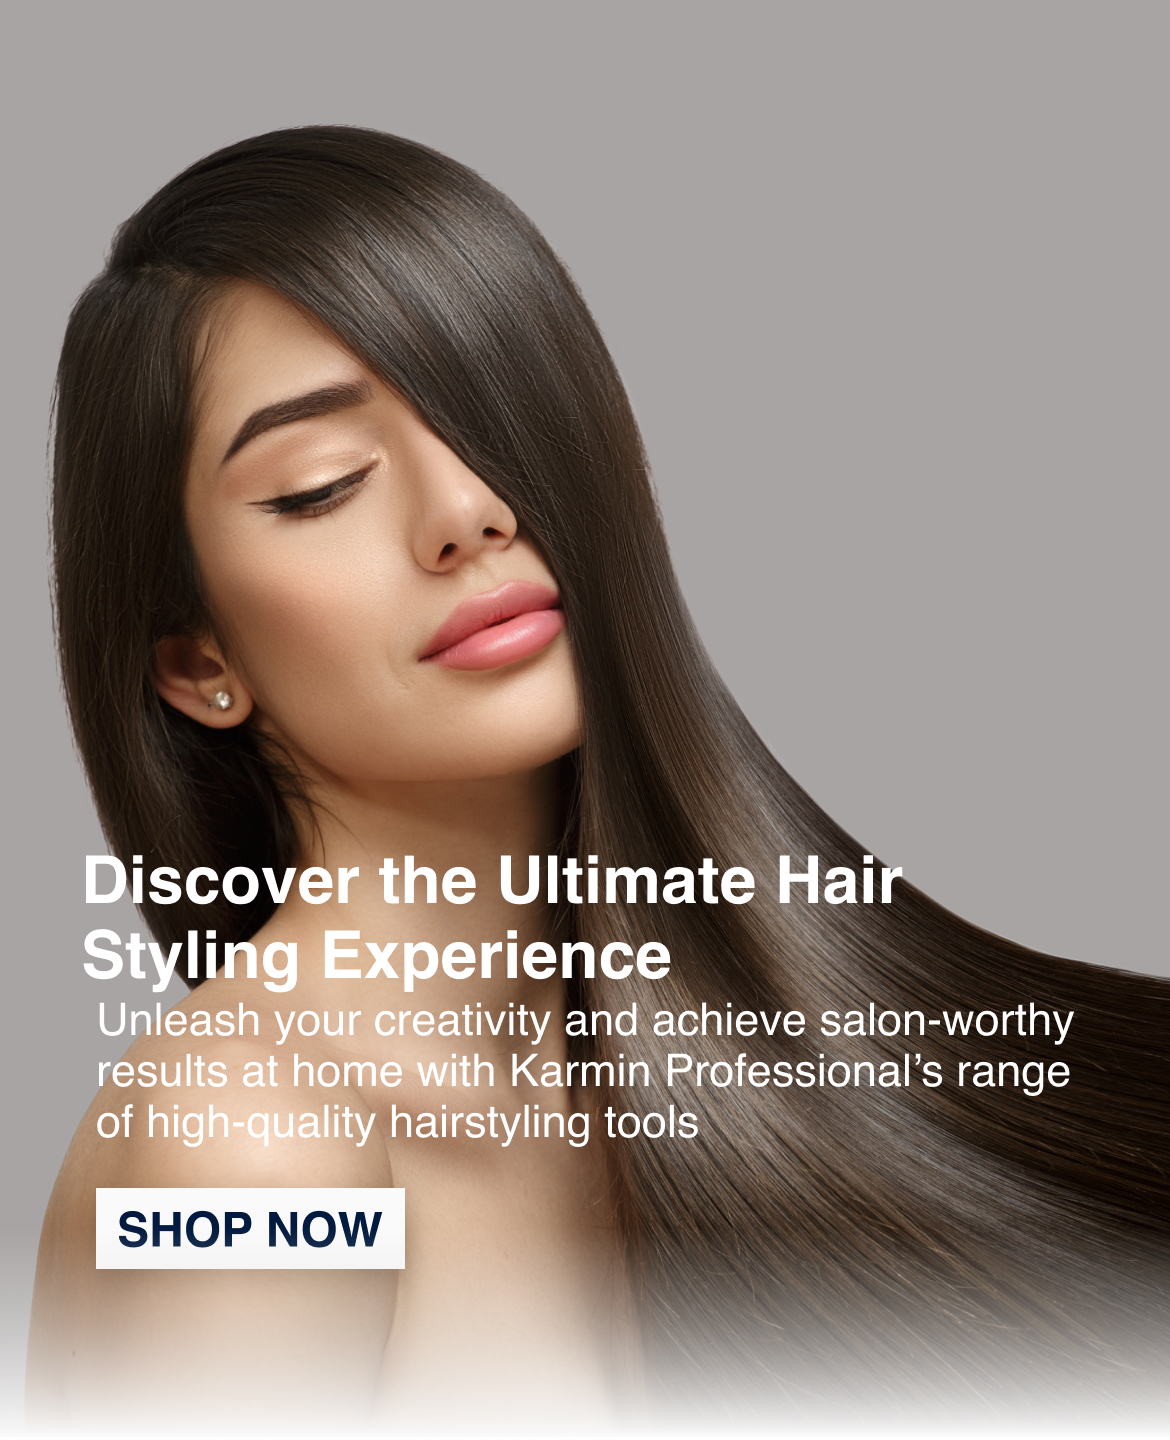 Discover the Ultimate Hair
Styling Experience
Unleash your creativity and achieve salon-worthy
results at home with Karmin Professional’s range
of high-quality hairstyling tools
SHOP NOW